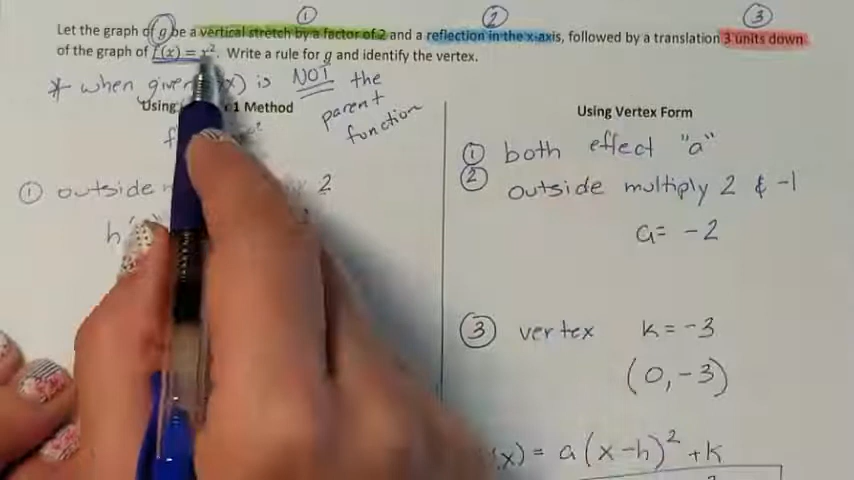 ① ② ③
Let the graph of g be a vertical stretch by a factor of 2 and a reflection in the x-axis, followed by a translation 3 units down
of the graph of f(x) = x². Write a rule for g and identify the vertex.
* when given x) is NOT the
parent
function
Using 1 Method
① outside 2
h
Using Vertex Form
① both effect "a"
② outside multiply 2 & -1
a= -2
③ vertex k = -3
(0, -3)
x) = a(x-h)² +k